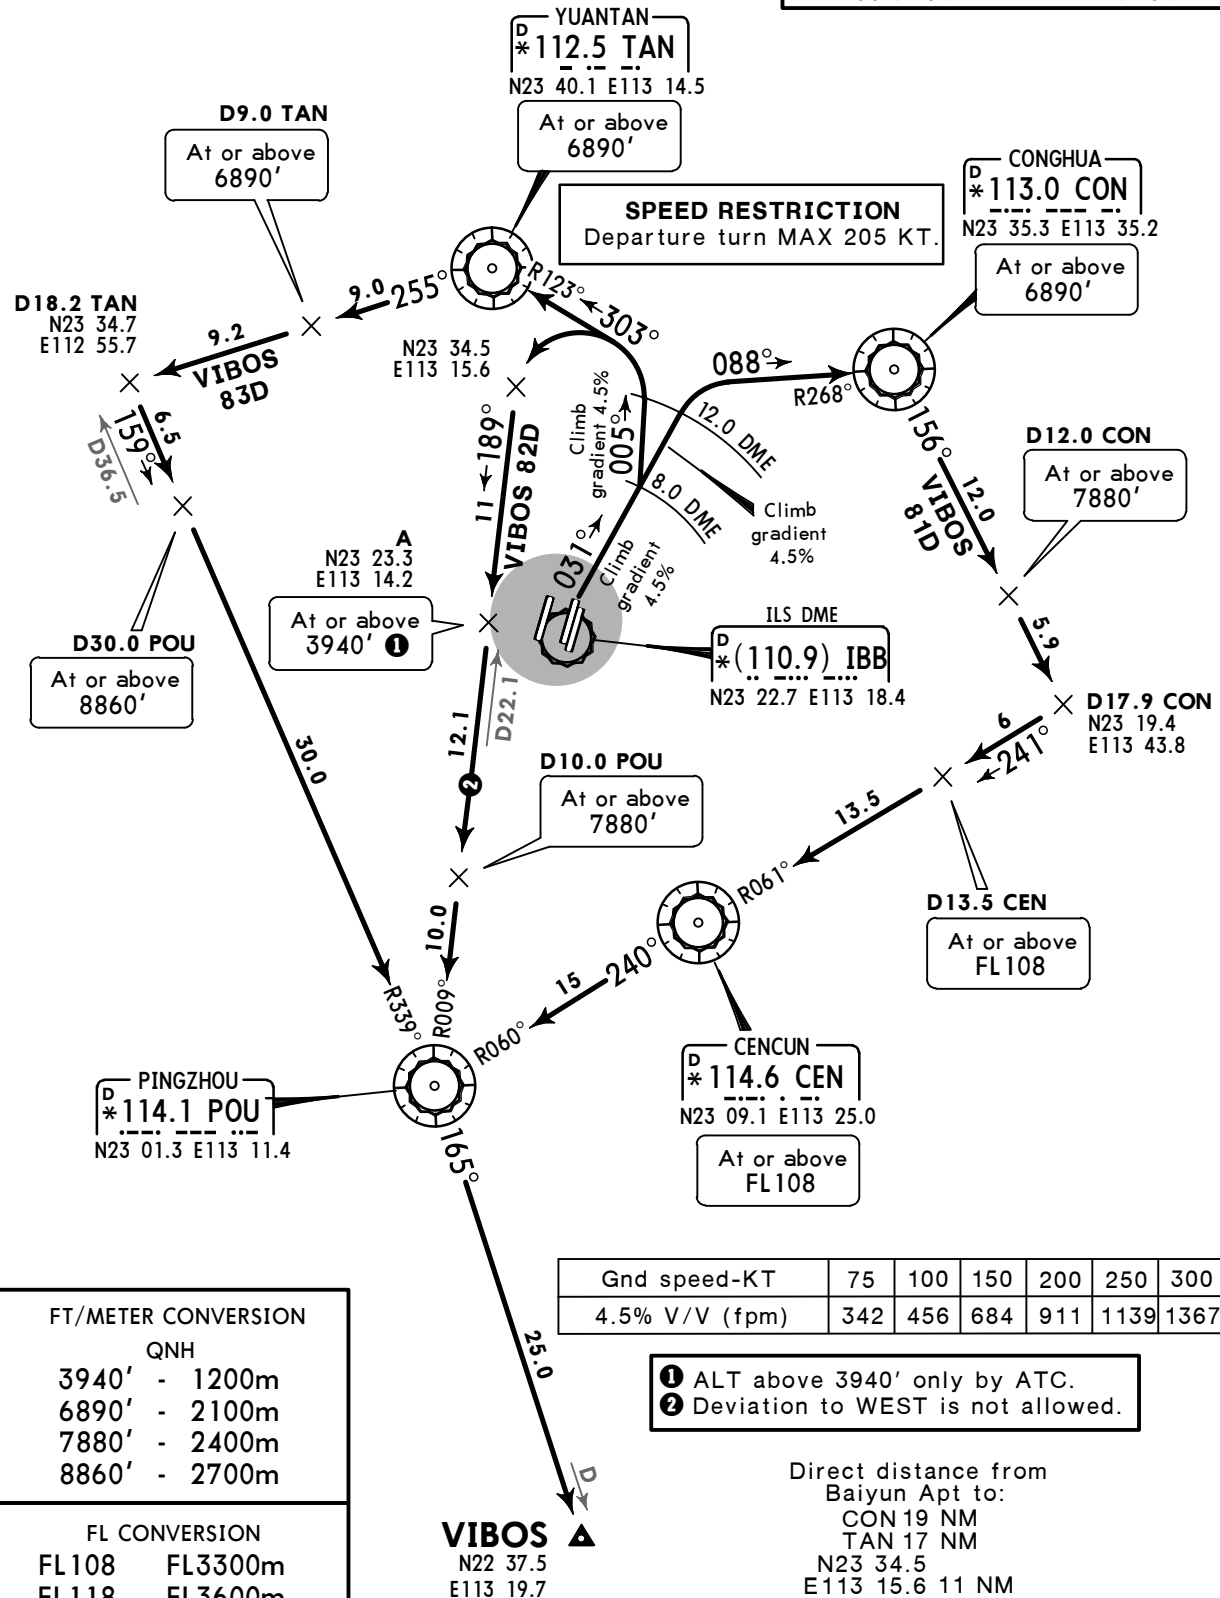 YUANTAN
D
*112.5 TAN
N23 40.1 E113 14.5
At or above
6890'
D9.0 TAN
At or above
6890'
SPEED RESTRICTION
Departure turn MAX 205 KT.
CONGHUA
D
*113.0 CON
N23 35.3 E113 35.2
At or above
6890'
D18.2 TAN
N23 34.7
E112 55.7
9.0
255°
9.2
VIBOS
83D
R123°
303°
N23 34.5
E113 15.6
088°
R268°
6.5
159°
D36.5
11
189°
VIBOS 82D
Climb
gradient 4.5%
005°
12.0 DME
8.0 DME
Climb
gradient
4.5%
031°
Climb
gradient
4.5%
156°
VIBOS
81D
12.0
D12.0 CON
At or above
7880'
A
N23 23.3
E113 14.2
At or above
3940' ❶
ILS DME
D
*(110.9) IBB
N23 22.7 E113 18.4
5.9
D17.9 CON
N23 19.4
E113 43.8
6
241°
D30.0 POU
At or above
8860'
30.0
12.1
D22.1
❷
D10.0 POU
At or above
7880'
13.5
R061°
D13.5 CEN
At or above
FL108
10.0
R009°
R339°
15
240°
R060°
CENCUN
D
*114.6 CEN
N23 09.1 E113 25.0
At or above
FL108
PINGZHOU
D
*114.1 POU
N23 01.3 E113 11.4
165°
25.0
D
Gnd speed-KT 75 100 150 200 250 300
4.5% V/V (fpm) 342 456 684 911 1139 1367
❶ ALT above 3940' only by ATC.
❷ Deviation to WEST is not allowed.
FT/METER CONVERSION
QNH
3940' - 1200m
6890' - 2100m
7880' - 2400m
8860' - 2700m
FL CONVERSION
FL108 FL3300m
FL118 FL3600m
VIBOS
N22 37.5
E113 19.7
Direct distance from
Baiyun Apt to:
CON 19 NM
TAN 17 NM
N23 34.5
E113 15.6 11 NM